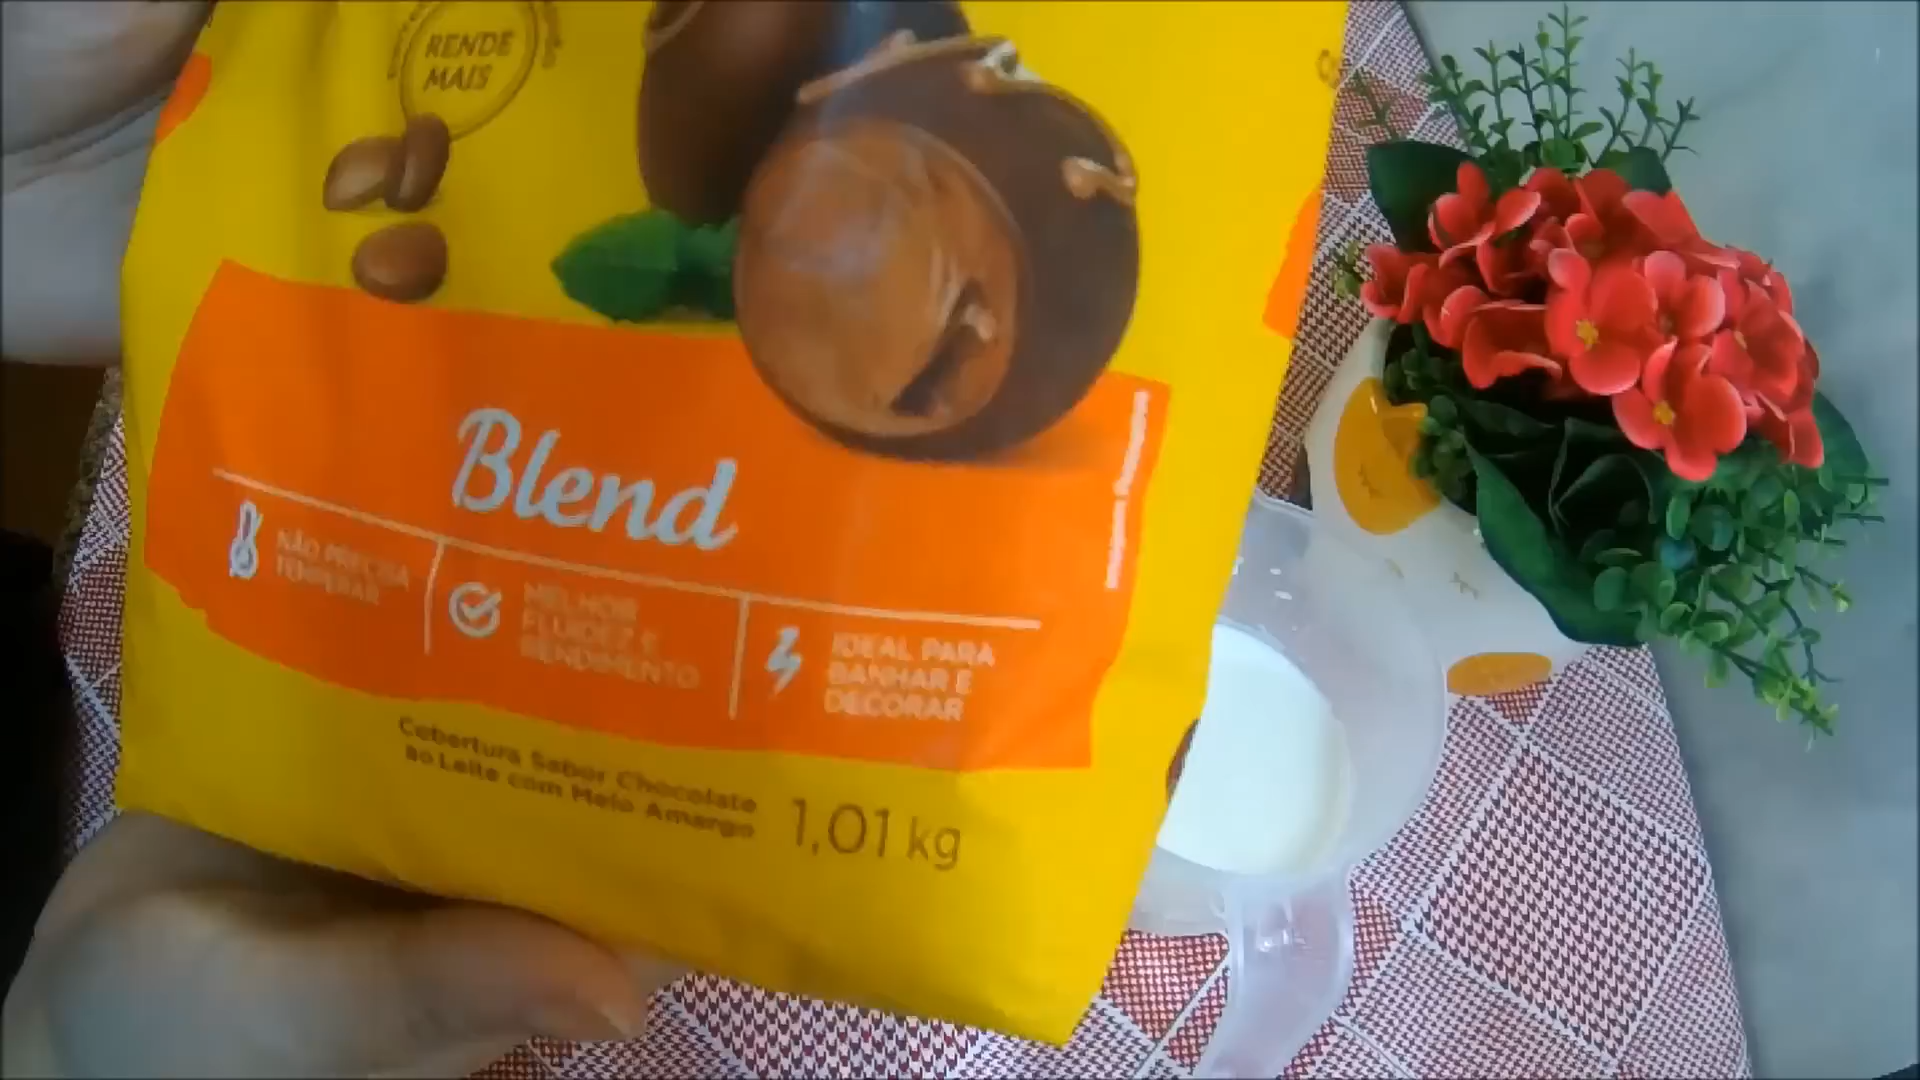 RENDE
MAIS
Blend
NÃO PRECISA
TEMPERAR
MELHOR
FLUIDEZ E
RENDIMENTO
IDEAL PARA
BANHAR E
DECORAR
Cobertura Sabor Chocolate
ao Leite com Meio Amargo
1,01 kg